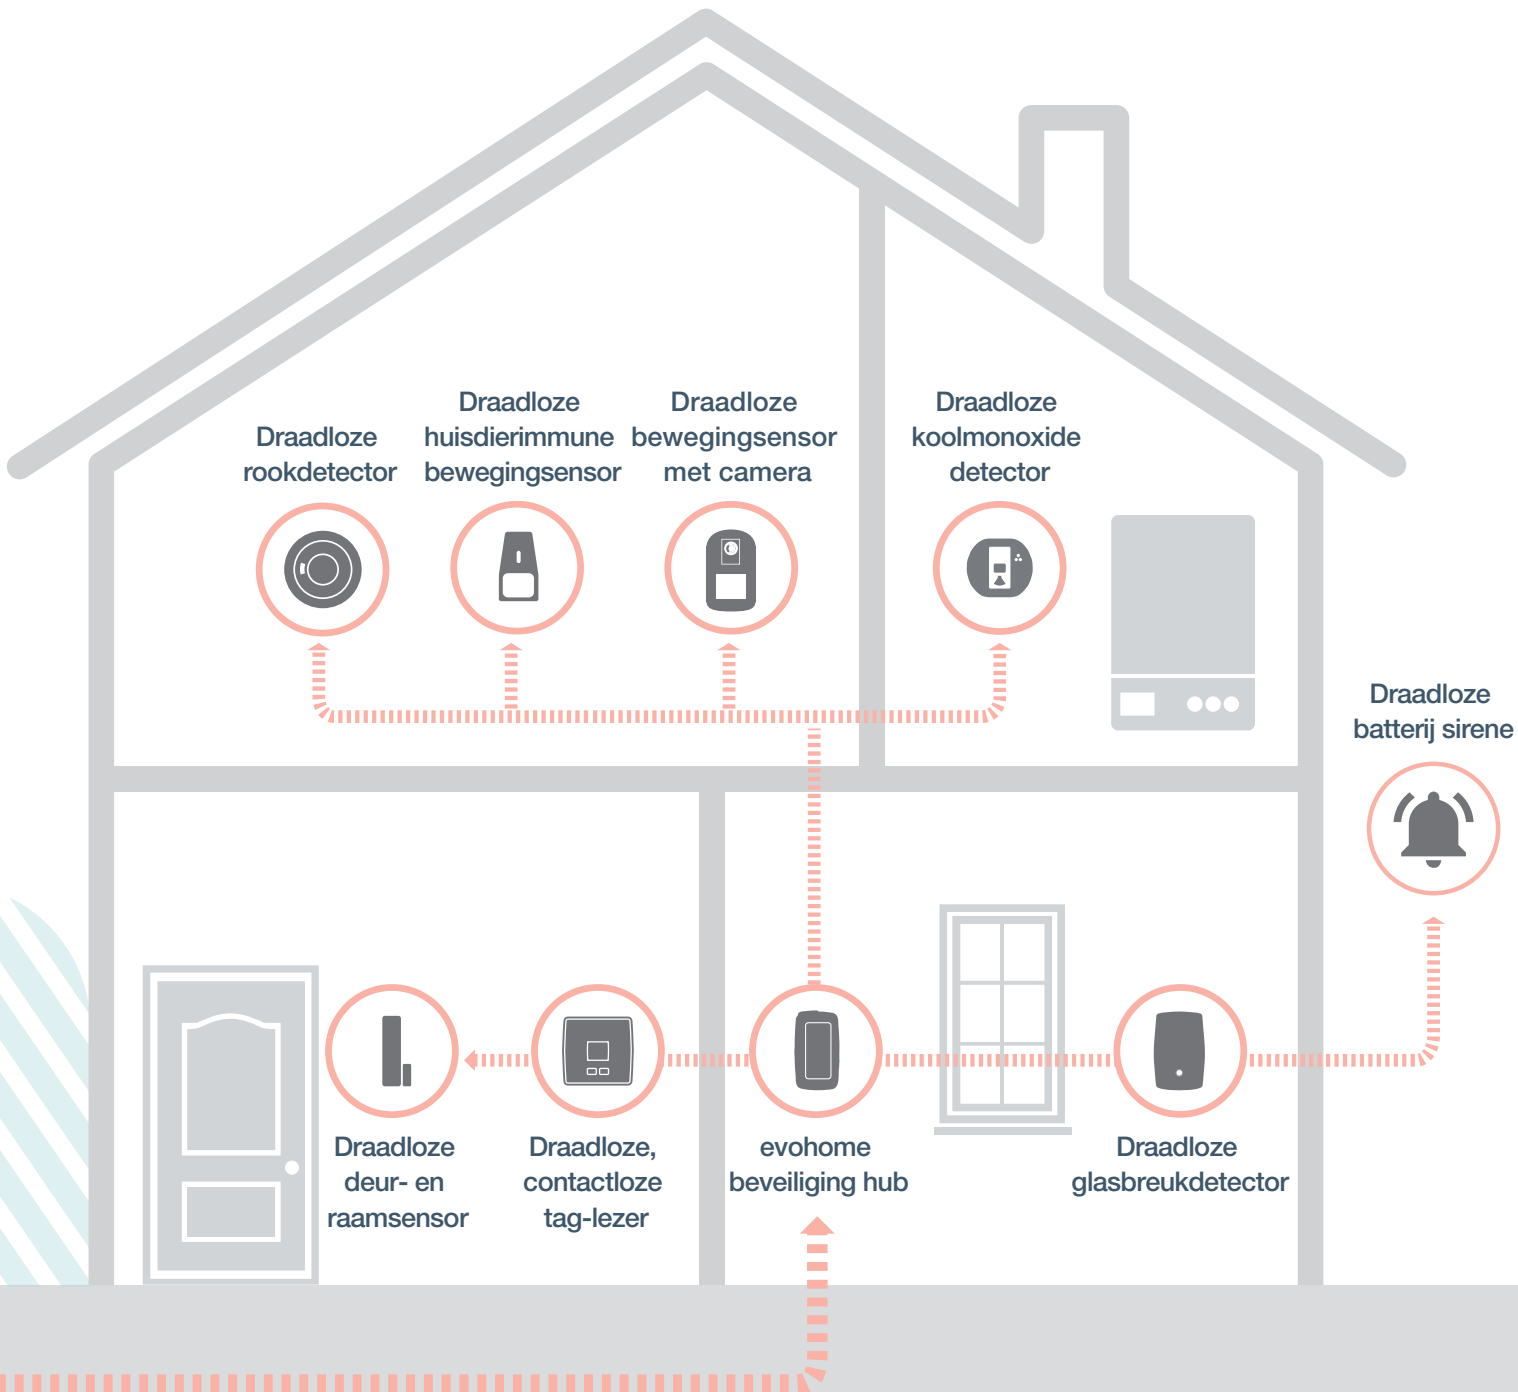 Draadloze
rookdetector
Draadloze
huisdierimmune
bewegingsensor
Draadloze
bewegingsensor
met camera
Draadloze
koolmonoxide
detector
Draadloze
batterij sirene
Draadloze
deur- en
raamsensor
Draadloze,
contactloze
tag-lezer
evohome
beveiliging hub
Draadloze
glasbreukdetector